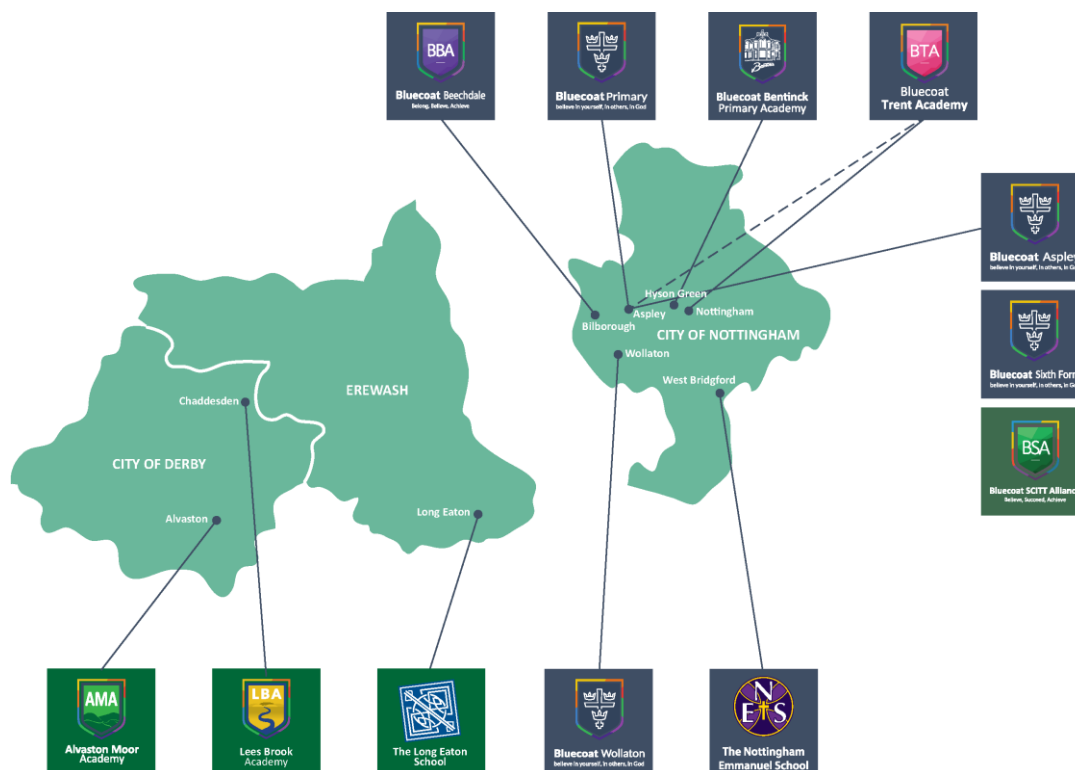 BBA
Bluecoat Beechdale
Belong, Believe, Achieve
Bluecoat Primary
believe in yourself, in others, in God
Bluecoat Bentinck
Primary Academy
BTA
Bluecoat
Trent Academy
Bluecoat Aspley
believe in yourself, in others, in God
Bluecoat Sixth Form
believe in yourself, in others, in God
BSA
Bluecoat SCITT Alliance
Believe, Succeed, Achieve
Hyson Green
Aspley
Nottingham
Bilborough
CITY OF NOTTINGHAM
Wollaton
West Bridgford
EREWASH
Chaddesden
CITY OF DERBY
Alvaston
Long Eaton
AMA
Alvaston Moor
Academy
LBA
Lees Brook
Academy
The Long Eaton
School
Bluecoat Wollaton
believe in yourself, in others, in God
N
E S
The Nottingham
Emmanuel School